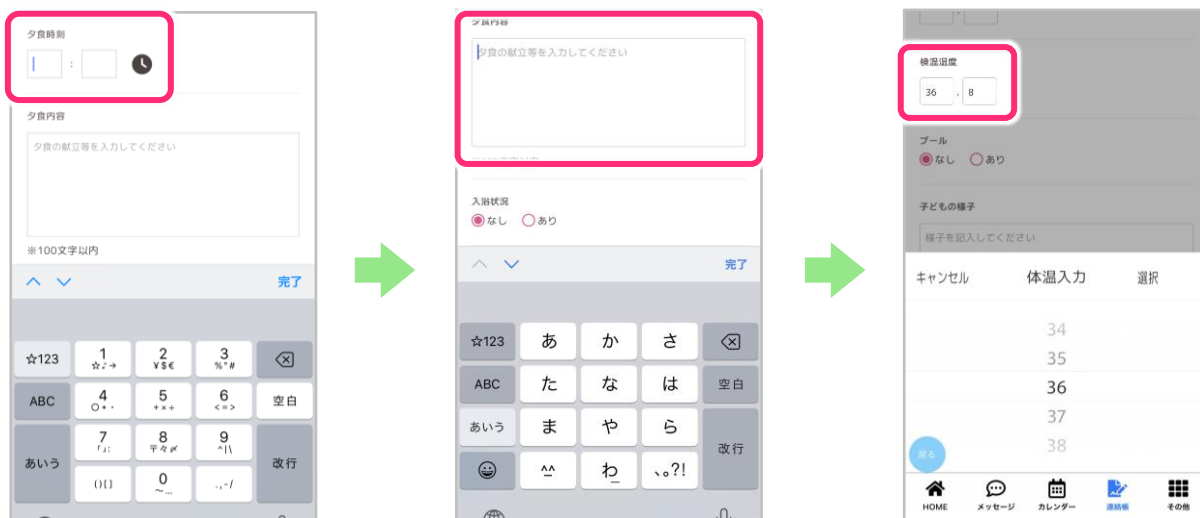 夕食時刻
:
夕食内容
夕食の献立等を入力してください
※100文字以内
完了
☆123
1
☆♪→
2
¥$€
3
%°#
ABC
4
○*・
5
+×÷
6
<=>
空白
あいう
7
「」:
8
〒々〆
9
^|\
改行
()[]
0
~…
.,-/
夕食内容
夕食の献立等を入力してください
入浴状況
なし あり
完了
☆123
あ
か
さ
ABC
た
な
は
空白
あいう
ま
や
ら
改行
^^
わ_
、。?!
検温温度
36 . 8
プール
なし あり
子どもの様子
様子を記入してください
キャンセル 体温入力 選択
34
35
36
37
38
戻る
HOME メッセージ カレンダー 連絡帳 その他